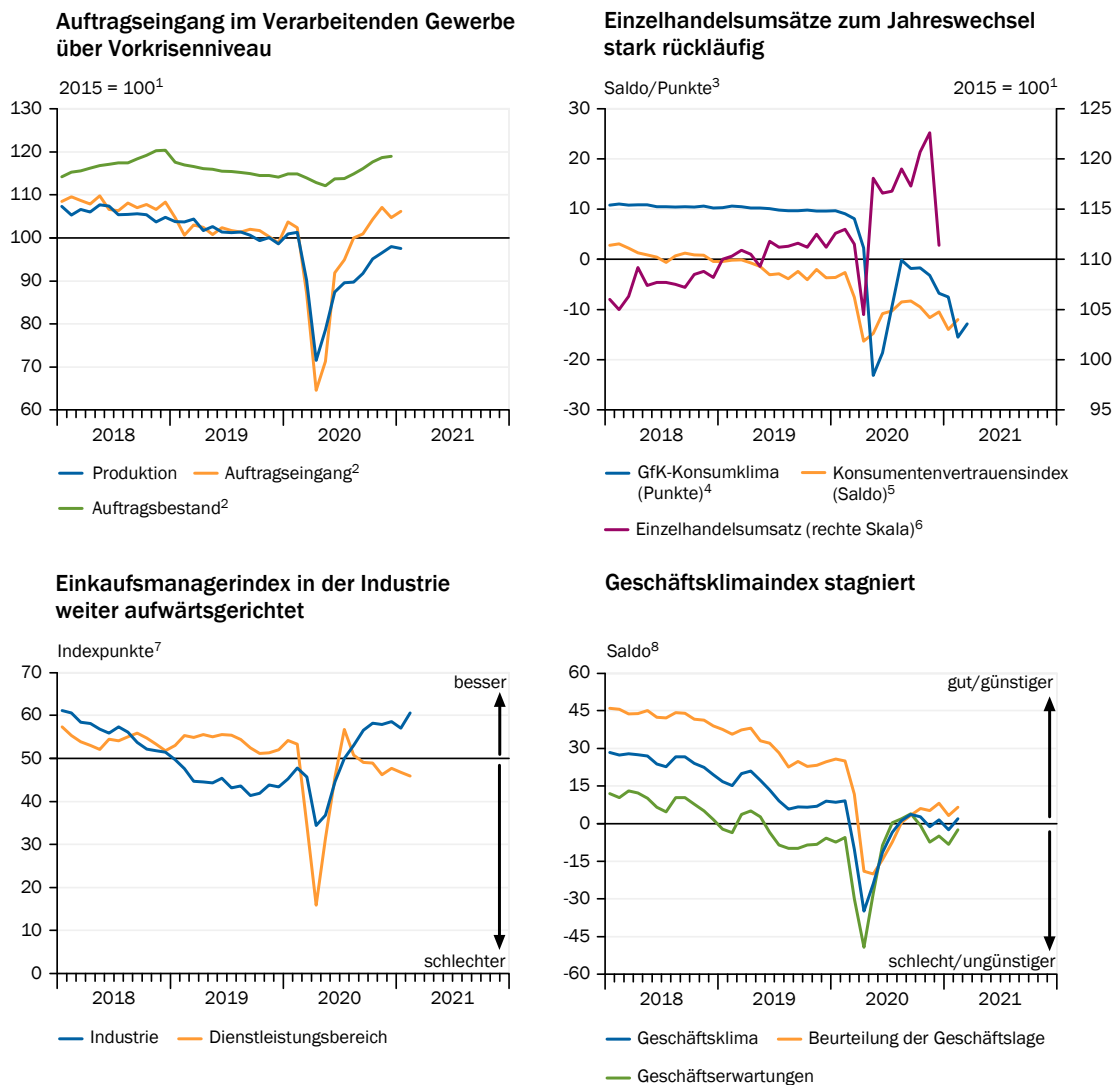 Auftragseingang im Verarbeitenden Gewerbe
über Vorkrisenniveau
2015 = 100¹
130
120
110
100
90
80
70
60
2018 2019 2020 2021
Produktion Auftragseingang²
Auftragsbestand²
Einzelhandelsumsätze zum Jahreswechsel
stark rückläufig
Saldo/Punkte³ 2015 = 100¹
30 125
20 120
10 115
0 110
-10 105
-20 100
-30 95
2018 2019 2020 2021
GfK-Konsumklima
(Punkte)⁴
Konsumentenvertrauensindex
(Saldo)⁵
Einzelhandelsumsatz (rechte Skala)⁶
Einkaufsmanagerindex in der Industrie
weiter aufwärtsgerichtet
Indexpunkte⁷
70
besser
60
50
40
30
20
10
schlechter
0
2018 2019 2020 2021
Industrie Dienstleistungsbereich
Geschäftsklimaindex stagniert
Saldo⁸
60
gut/günstiger
45
30
15
0
-15
-30
-45
schlecht/ungünstiger
-60
2018 2019 2020 2021
Geschäftsklima Beurteilung der Geschäftslage
Geschäftserwartungen